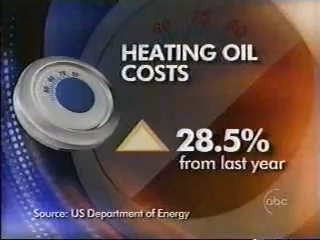 HEATING OIL
COSTS
28.5%
from last year
abc
Source: US Department of Energy